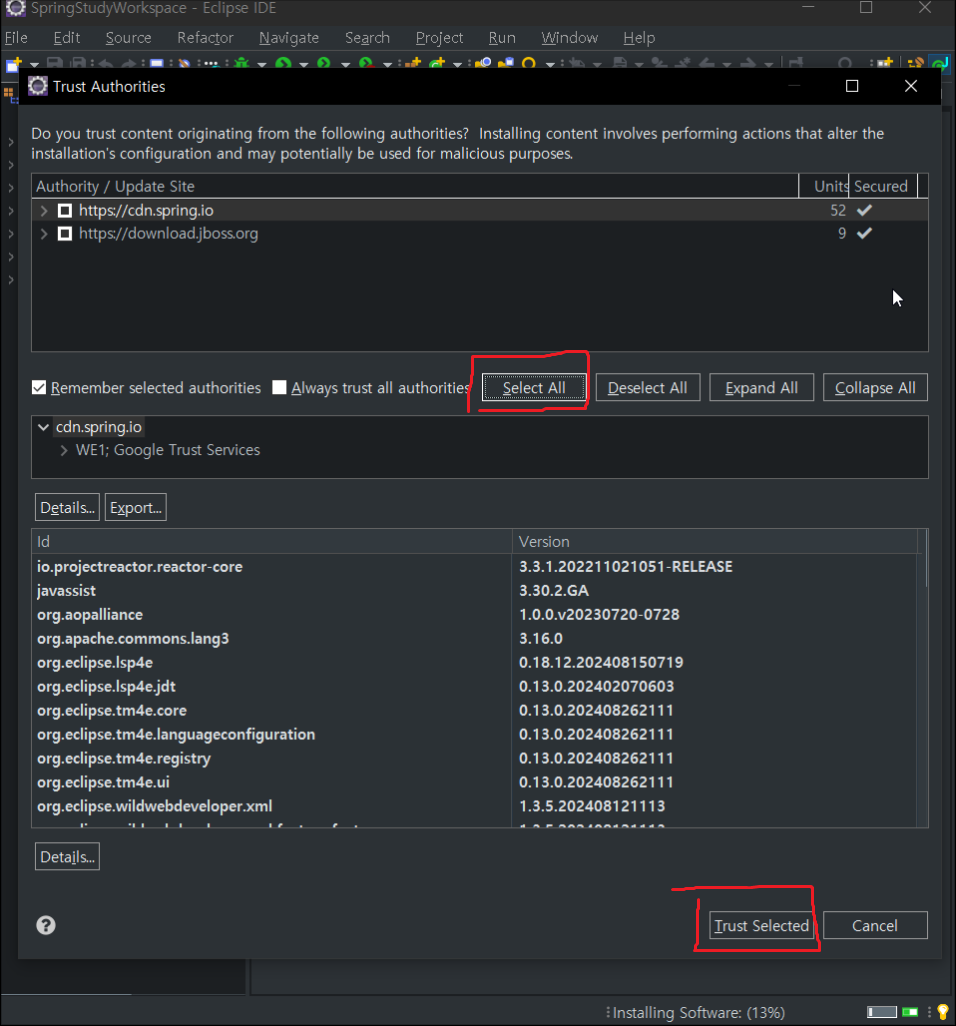 SpringStudyWorkspace - Eclipse IDE
File Edit Source Refactor Navigate Search Project Run Window Help
Trust Authorities
Do you trust content originating from the following authorities?  Installing content involves performing actions that alter the
installation's configuration and may potentially be used for malicious purposes.
Authority / Update Site Units Secured
https://cdn.spring.io 52
https://download.jboss.org 9
Remember selected authorities Always trust all authorities Select All Deselect All Expand All Collapse All
cdn.spring.io
WE1; Google Trust Services
Details... Export...
Id Version
io.projectreactor.reactor-core 3.3.1.202211021051-RELEASE
javassist 3.30.2.GA
org.aopalliance 1.0.0.v20230720-0728
org.apache.commons.lang3 3.16.0
org.eclipse.lsp4e 0.18.12.202408150719
org.eclipse.lsp4e.jdt 0.13.0.202402070603
org.eclipse.tm4e.core 0.13.0.202408262111
org.eclipse.tm4e.languageconfiguration 0.13.0.202408262111
org.eclipse.tm4e.registry 0.13.0.202408262111
org.eclipse.tm4e.ui 0.13.0.202408262111
org.eclipse.wildwebdeveloper.xml 1.3.5.202408121113
Details...
Trust Selected Cancel
Installing Software: (13%)